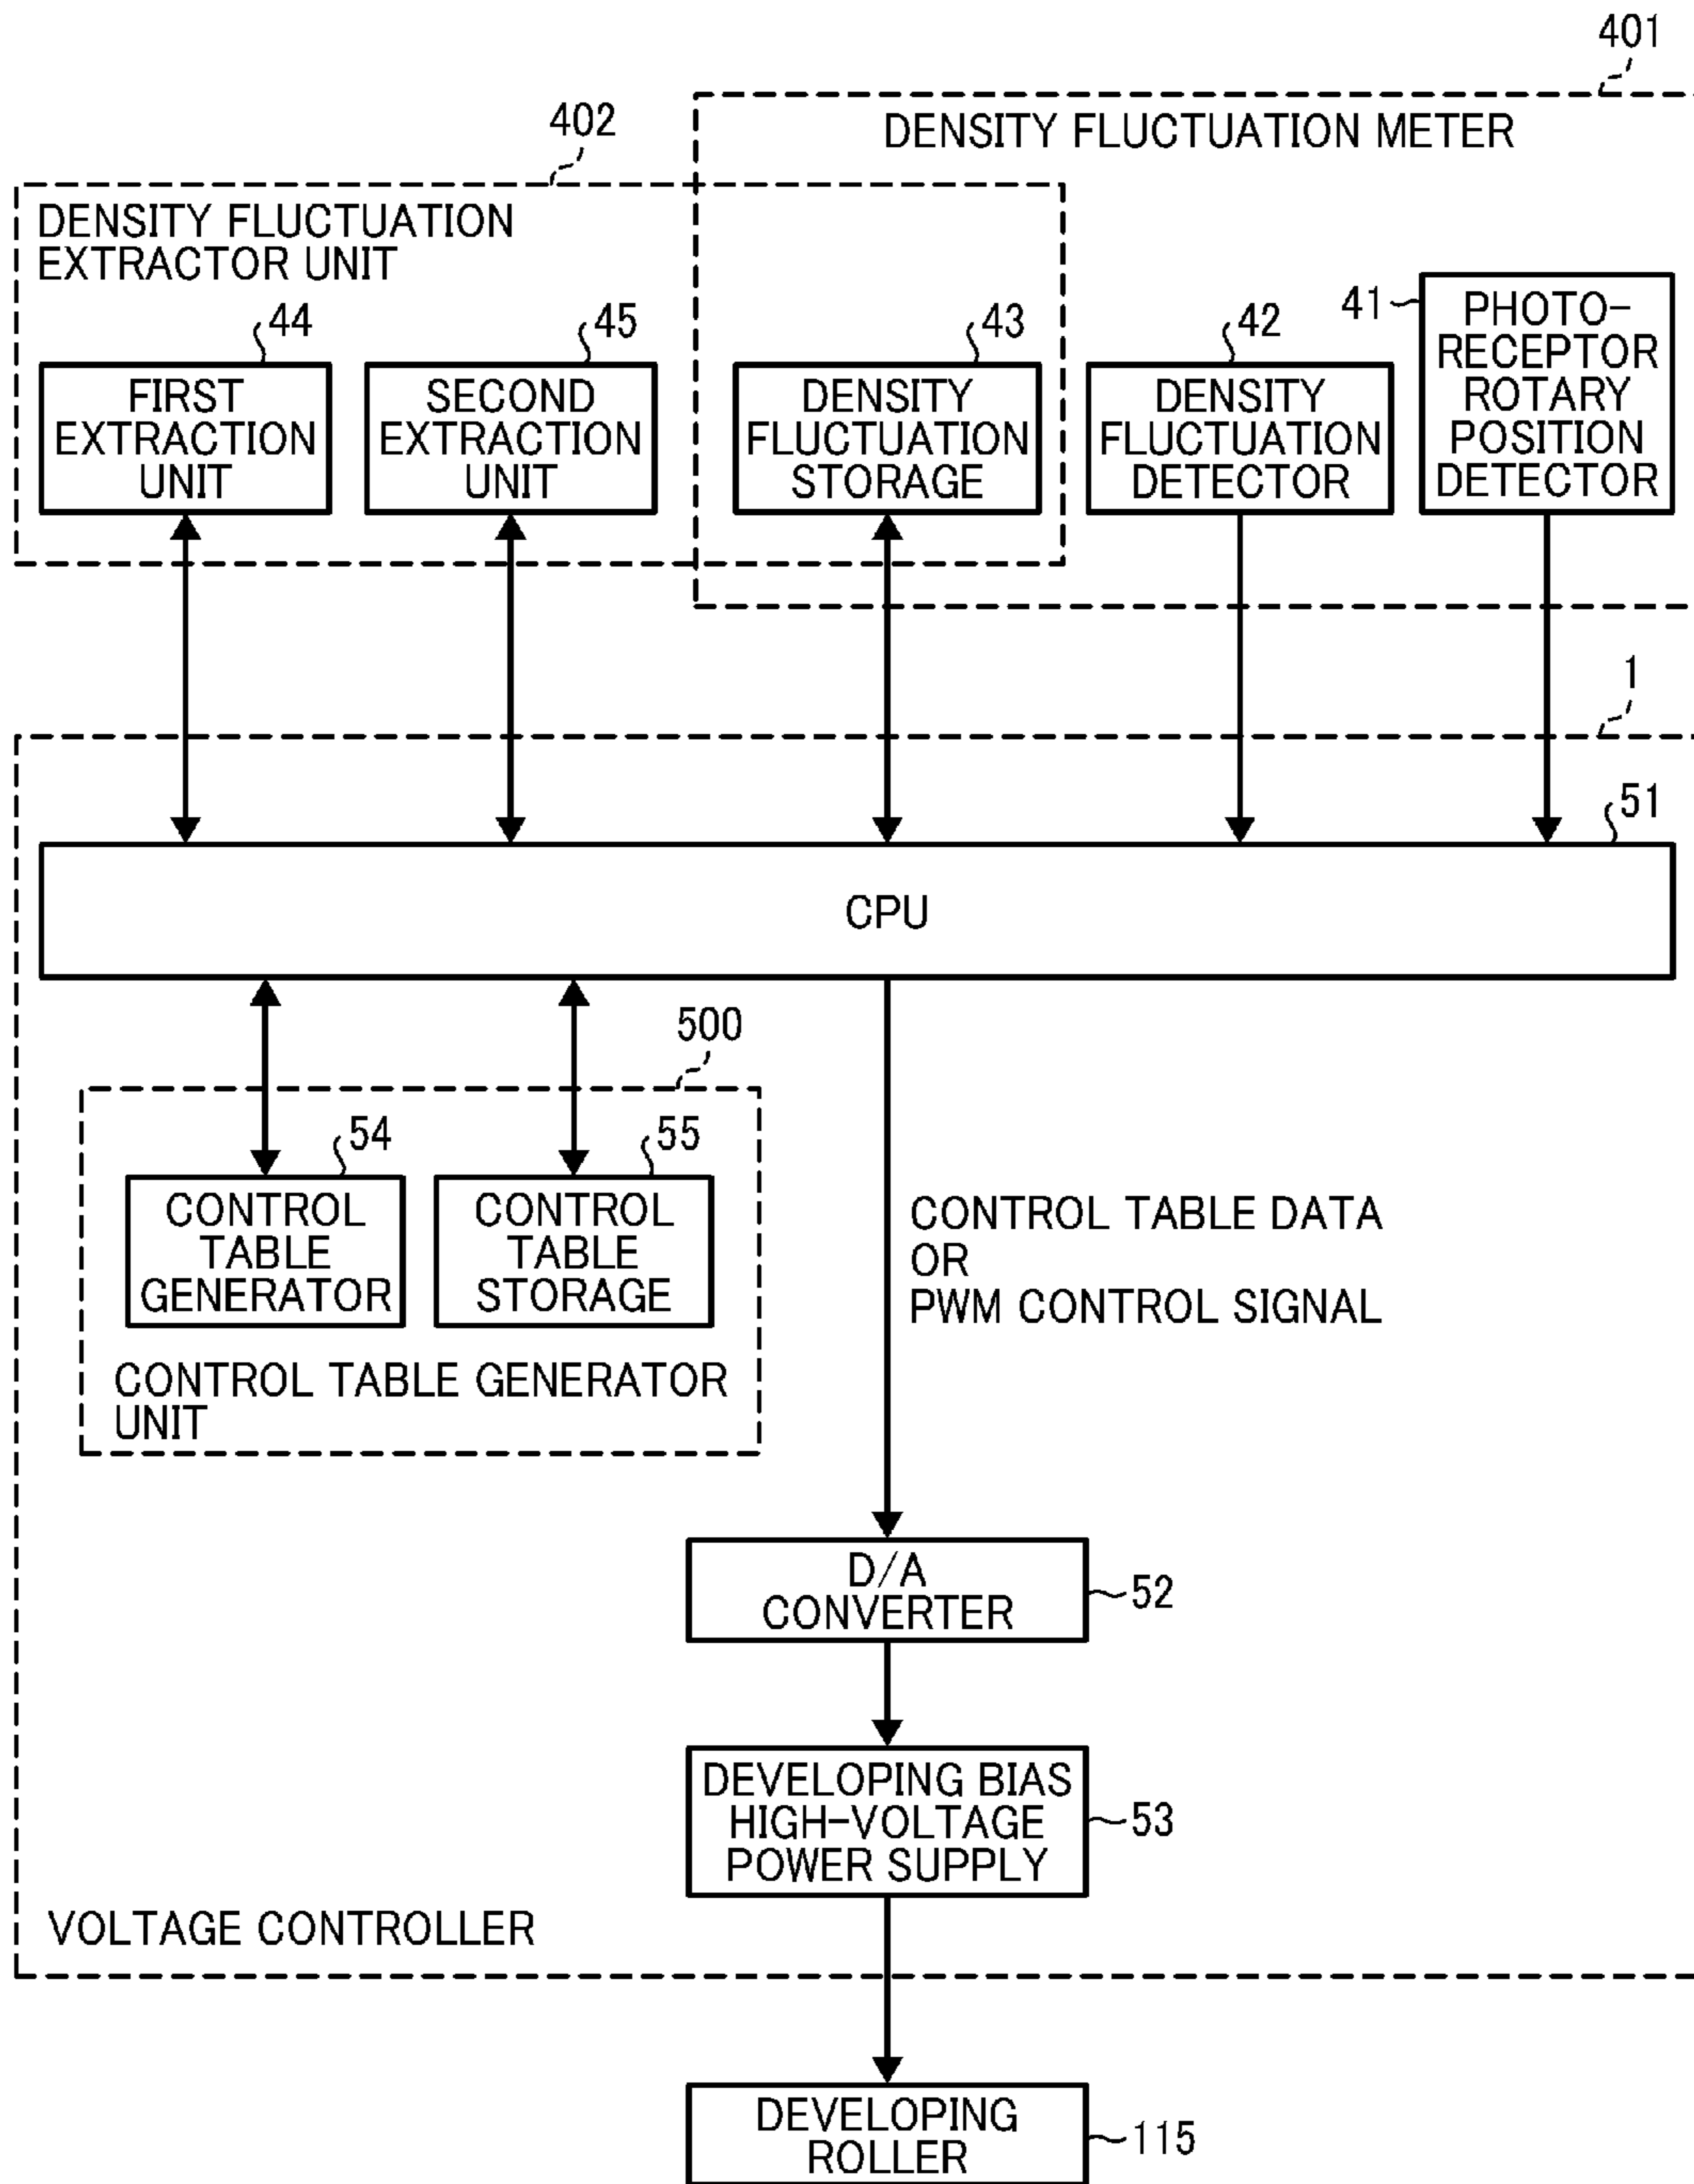 401
402
DENSITY FLUCTUATION METER
DENSITY FLUCTUATION
EXTRACTOR UNIT
44
45
43
42
41
FIRST
EXTRACTION
UNIT
SECOND
EXTRACTION
UNIT
DENSITY
FLUCTUATION
STORAGE
DENSITY
FLUCTUATION
DETECTOR
PHOTO-
RECEPTOR
ROTARY
POSITION
DETECTOR
1
51
CPU
500
54
55
CONTROL
TABLE
GENERATOR
CONTROL
TABLE
STORAGE
CONTROL TABLE GENERATOR
UNIT
CONTROL TABLE DATA
OR
PWM CONTROL SIGNAL
D/A
CONVERTER
52
DEVELOPING BIAS
HIGH-VOLTAGE
POWER SUPPLY
53
VOLTAGE CONTROLLER
DEVELOPING
ROLLER
115